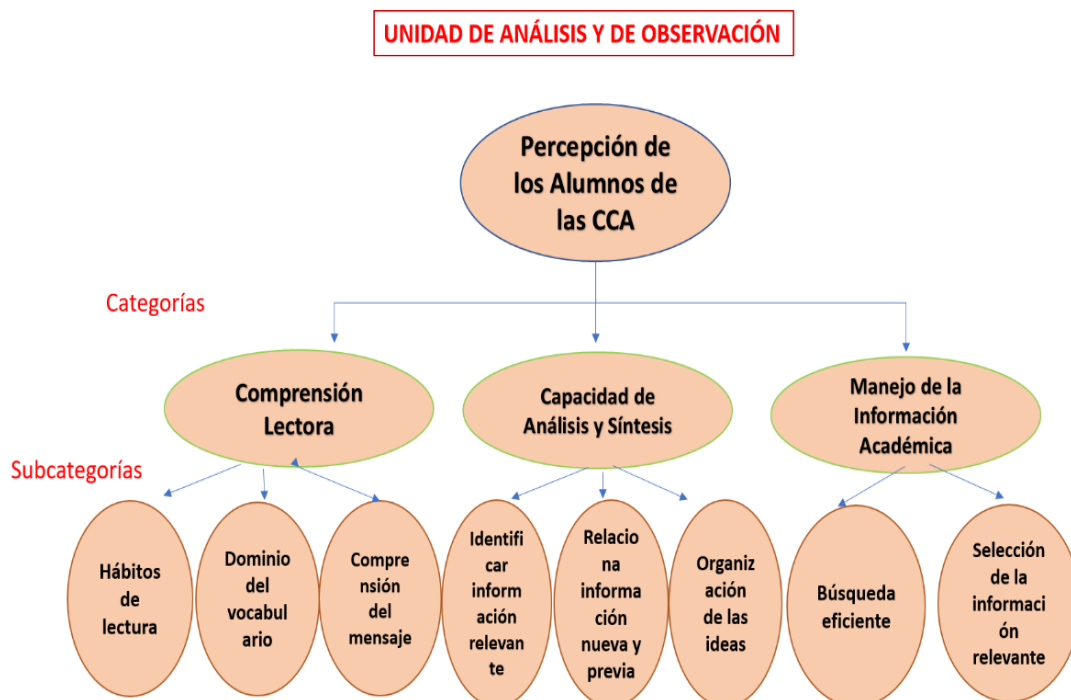 UNIDAD DE ANÁLISIS Y DE OBSERVACIÓN
Percepción de
los Alumnos de
las CCA
Categorías
Comprensión
Lectora
Capacidad de
Análisis y Síntesis
Manejo de la
Información
Académica
Subcategorías
Hábitos
de
lectura
Dominio
del
vocabul
ario
Compre
nsión
del
mensaje
Identifi
car
inform
ación
relevan
te
Relacio
na
informa
ción
nueva y
previa
Organiz
ación
de las
ideas
Búsqueda
eficiente
Selección
de la
informaci
ón
relevante